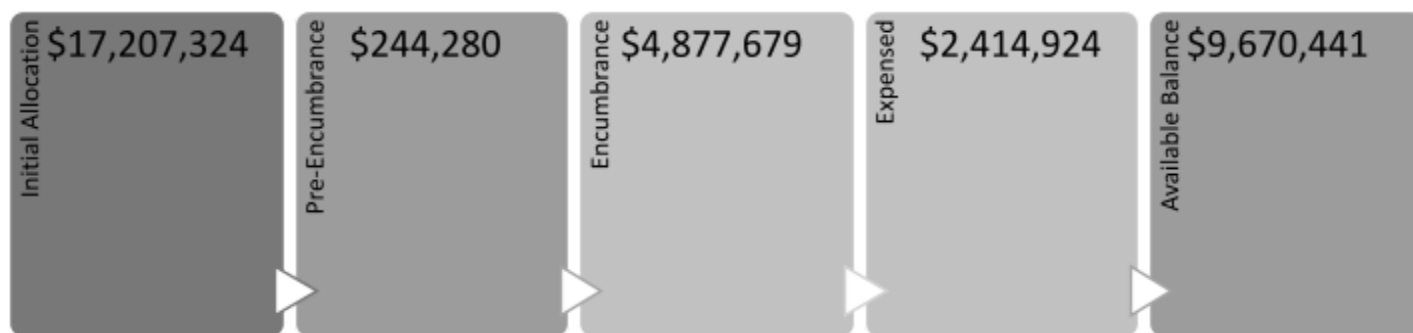 Initial Allocation
$17,207,324
Pre-Encumbrance
$244,280
Encumbrance
$4,877,679
Expensed
$2,414,924
Available Balance
$9,670,441